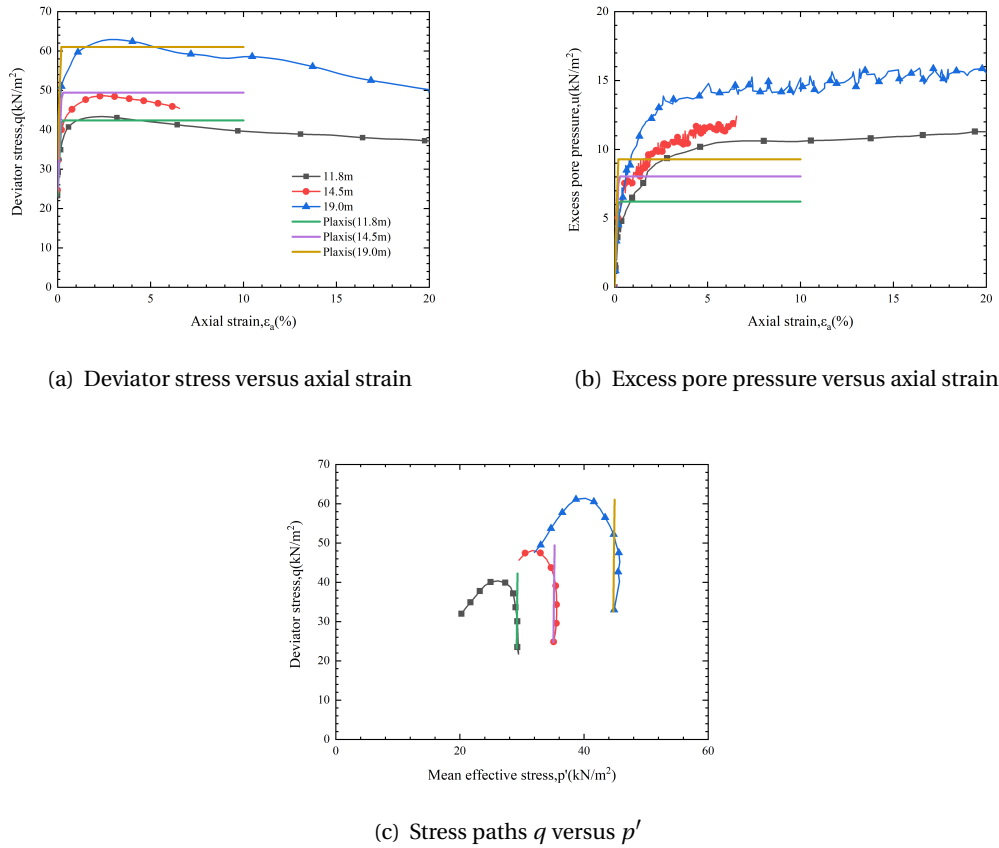 70
60
50
40
30
20
10
0
0
5
10
15
20
Deviator stress,q(kN/m²)
Axial strain,εₐ(%)
11.8m
14.5m
19.0m
Plaxis(11.8m)
Plaxis(14.5m)
Plaxis(19.0m)
(a) Deviator stress versus axial strain
20
15
10
5
0
0
5
10
15
20
Excess pore pressure,u(kN/m²)
Axial strain,εₐ(%)
(b) Excess pore pressure versus axial strain
70
60
50
40
30
20
10
0
0
20
40
60
Deviator stress,q(kN/m²)
Mean effective stress,p'(kN/m²)
(c) Stress paths q versus p′